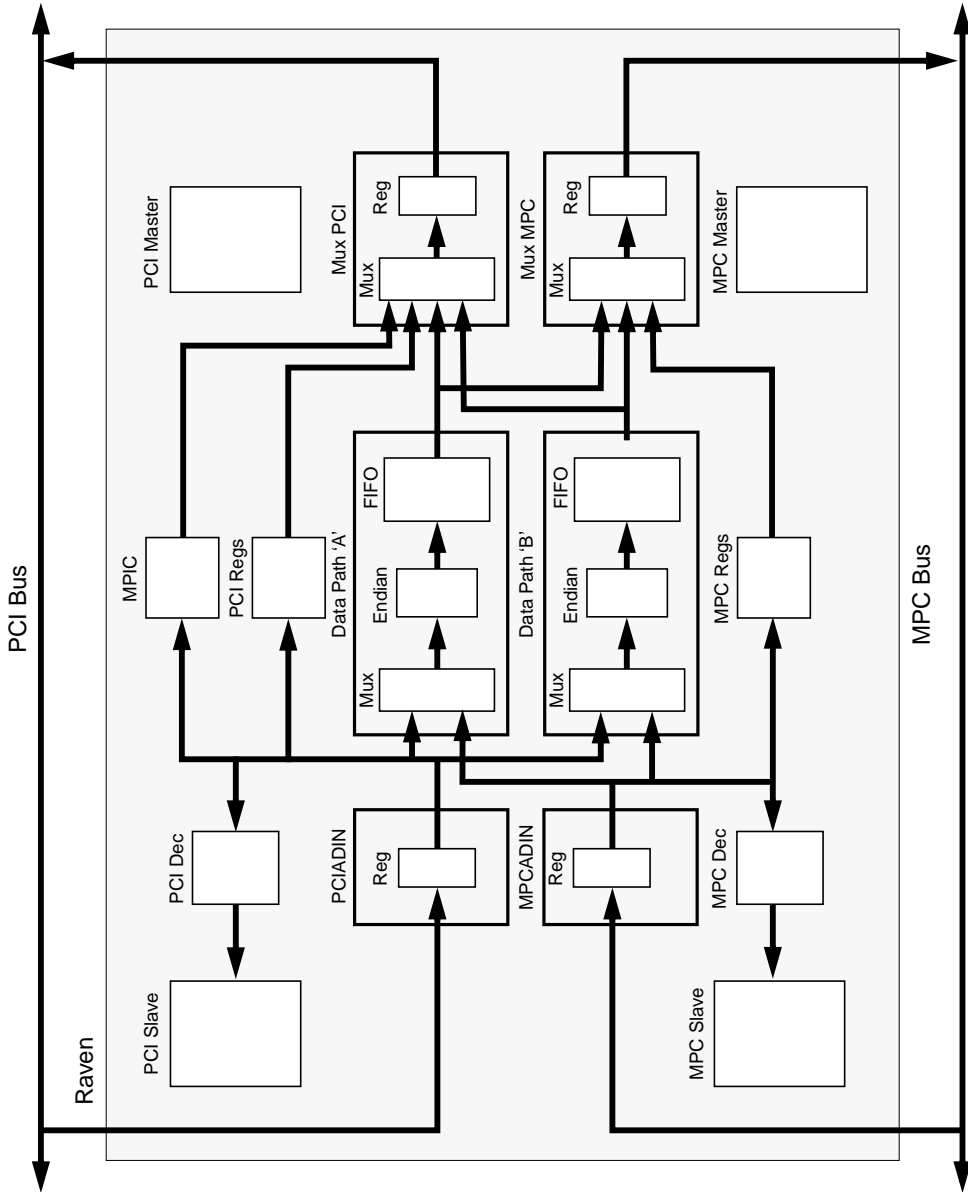 PCI Bus
Raven
PCI Slave
PCI Dec
MPIC
PCI Regs
PCI Master
PCIADIN
Reg
Data Path ‘A’
Mux
Endian
FIFO
Mux PCI
Mux
Reg
MPCADIN
Reg
Data Path ‘B’
Mux
Endian
FIFO
Mux MPC
Mux
Reg
MPC Slave
MPC Dec
MPC Regs
MPC Master
MPC Bus